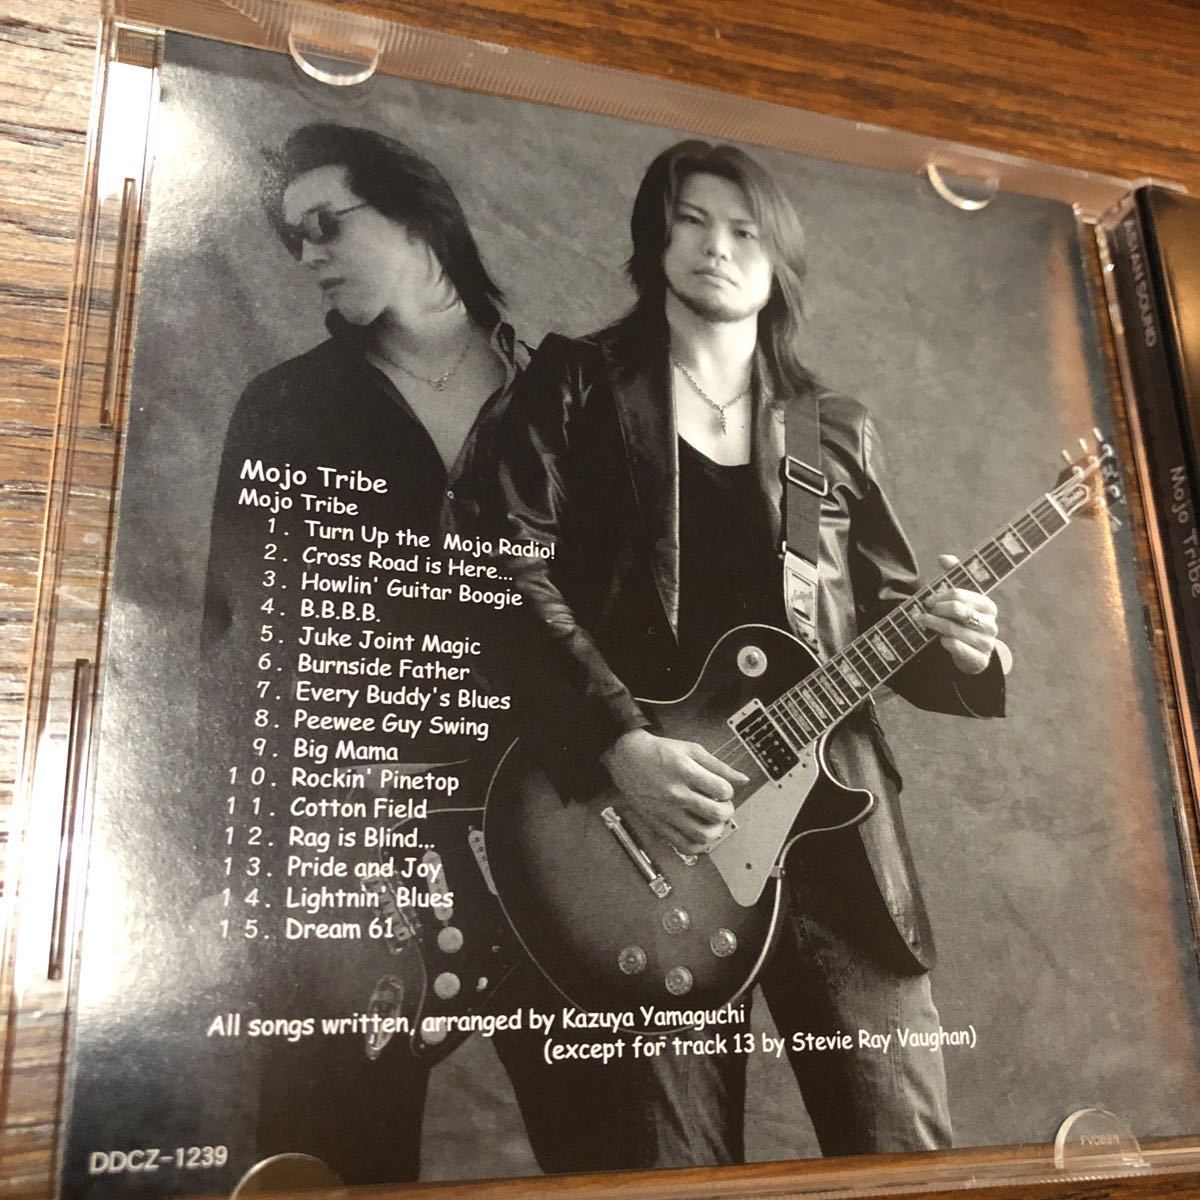 Mojo Tribe
Mojo Tribe
1. Turn Up the Mojo Radio!
2. Cross Road is Here...
3. Howlin' Guitar Boogie
4. B.B.B.B.
5. Juke Joint Magic
6. Burnside Father
7. Every Buddy's Blues
8. Peewee Guy Swing
9. Big Mama
10. Rockin' Pinetop
11. Cotton Field
12. Rag is Blind...
13. Pride and Joy
14. Lightnin' Blues
15. Dream 61
All songs written, arranged by Kazuya Yamaguchi
(except for track 13 by Stevie Ray Vaughan)
DDCZ-1239
Mojo Tribe